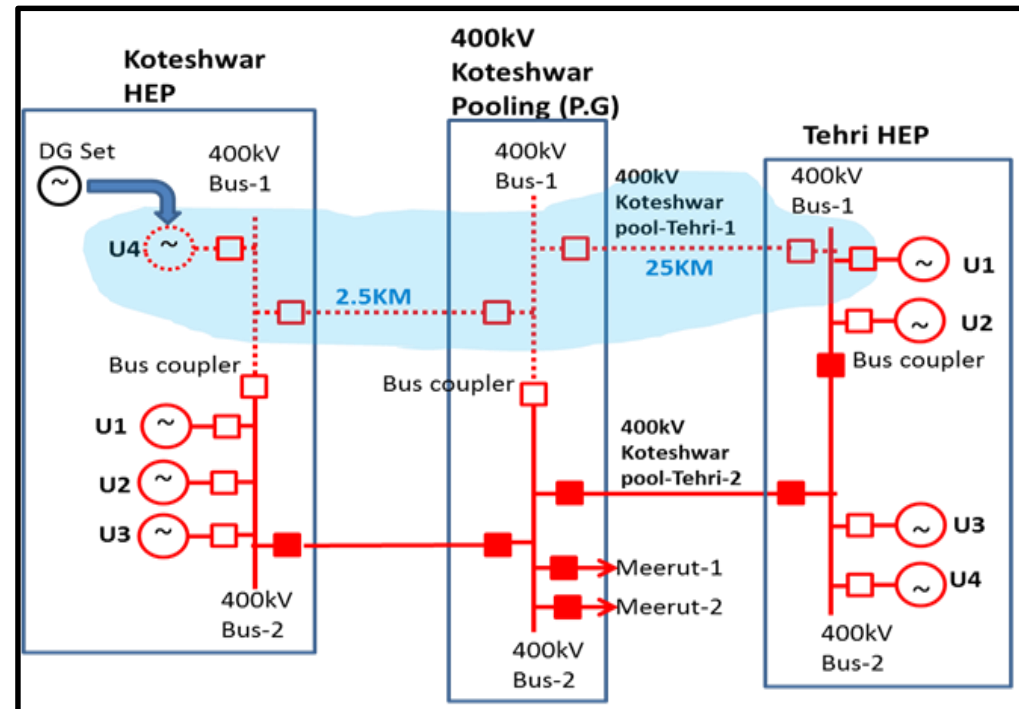 Koteshwar
HEP
DG Set
400kV
Bus-1
U4
2.5KM
Bus coupler
U1
U2
U3
400kV
Bus-2
400kV
Koteshwar
Pooling (P.G)
400kV
Bus-1
400kV
Koteshwar
pool-Tehri-1
25KM
Bus coupler
400kV
Koteshwar
pool-Tehri-2
Meerut-1
Meerut-2
400kV
Bus-2
Tehri HEP
400kV
Bus-1
U1
U2
Bus coupler
U3
U4
400kV
Bus-2